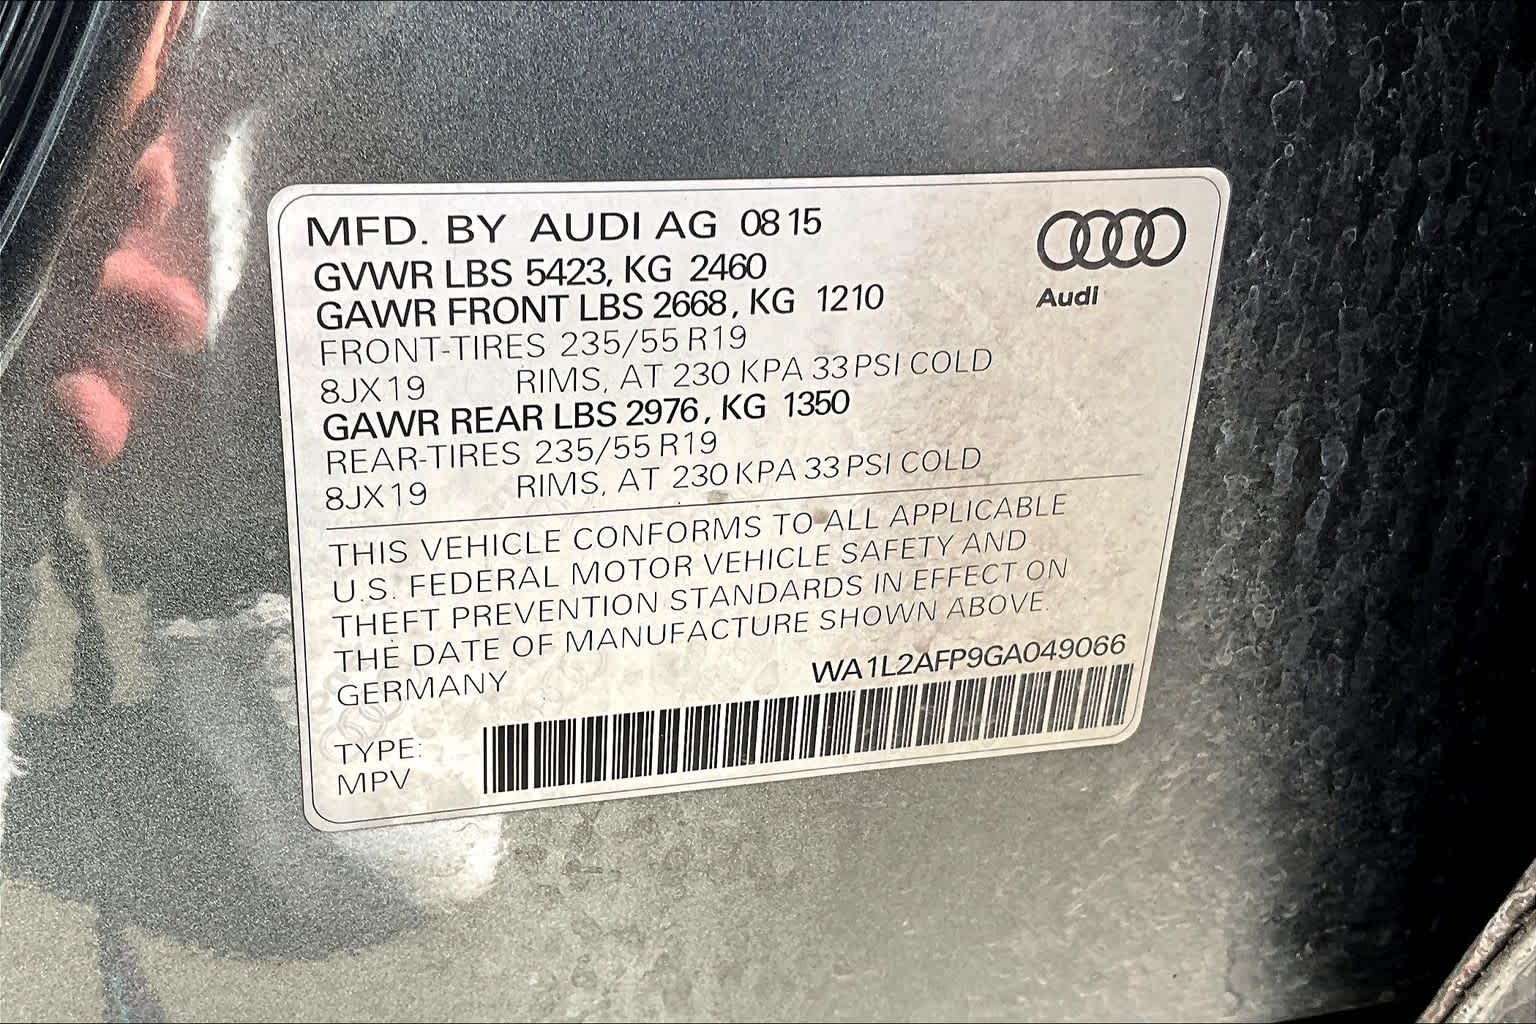 MFD. BY AUDI AG 08 15
GVWR LBS 5423, KG 2460
GAWR FRONT LBS 2668, KG 1210
FRONT-TIRES 235/55 R19
8JX19 RIMS, AT 230 KPA 33 PSI COLD
GAWR REAR LBS 2976, KG 1350
REAR-TIRES 235/55 R19
8JX19 RIMS, AT 230 KPA 33 PSI COLD
Audi
THIS VEHICLE CONFORMS TO ALL APPLICABLE
U.S. FEDERAL MOTOR VEHICLE SAFETY AND
THEFT PREVENTION STANDARDS IN EFFECT ON
THE DATE OF MANUFACTURE SHOWN ABOVE.
GERMANY
WA1L2AFP9GA049066
TYPE:
MPV